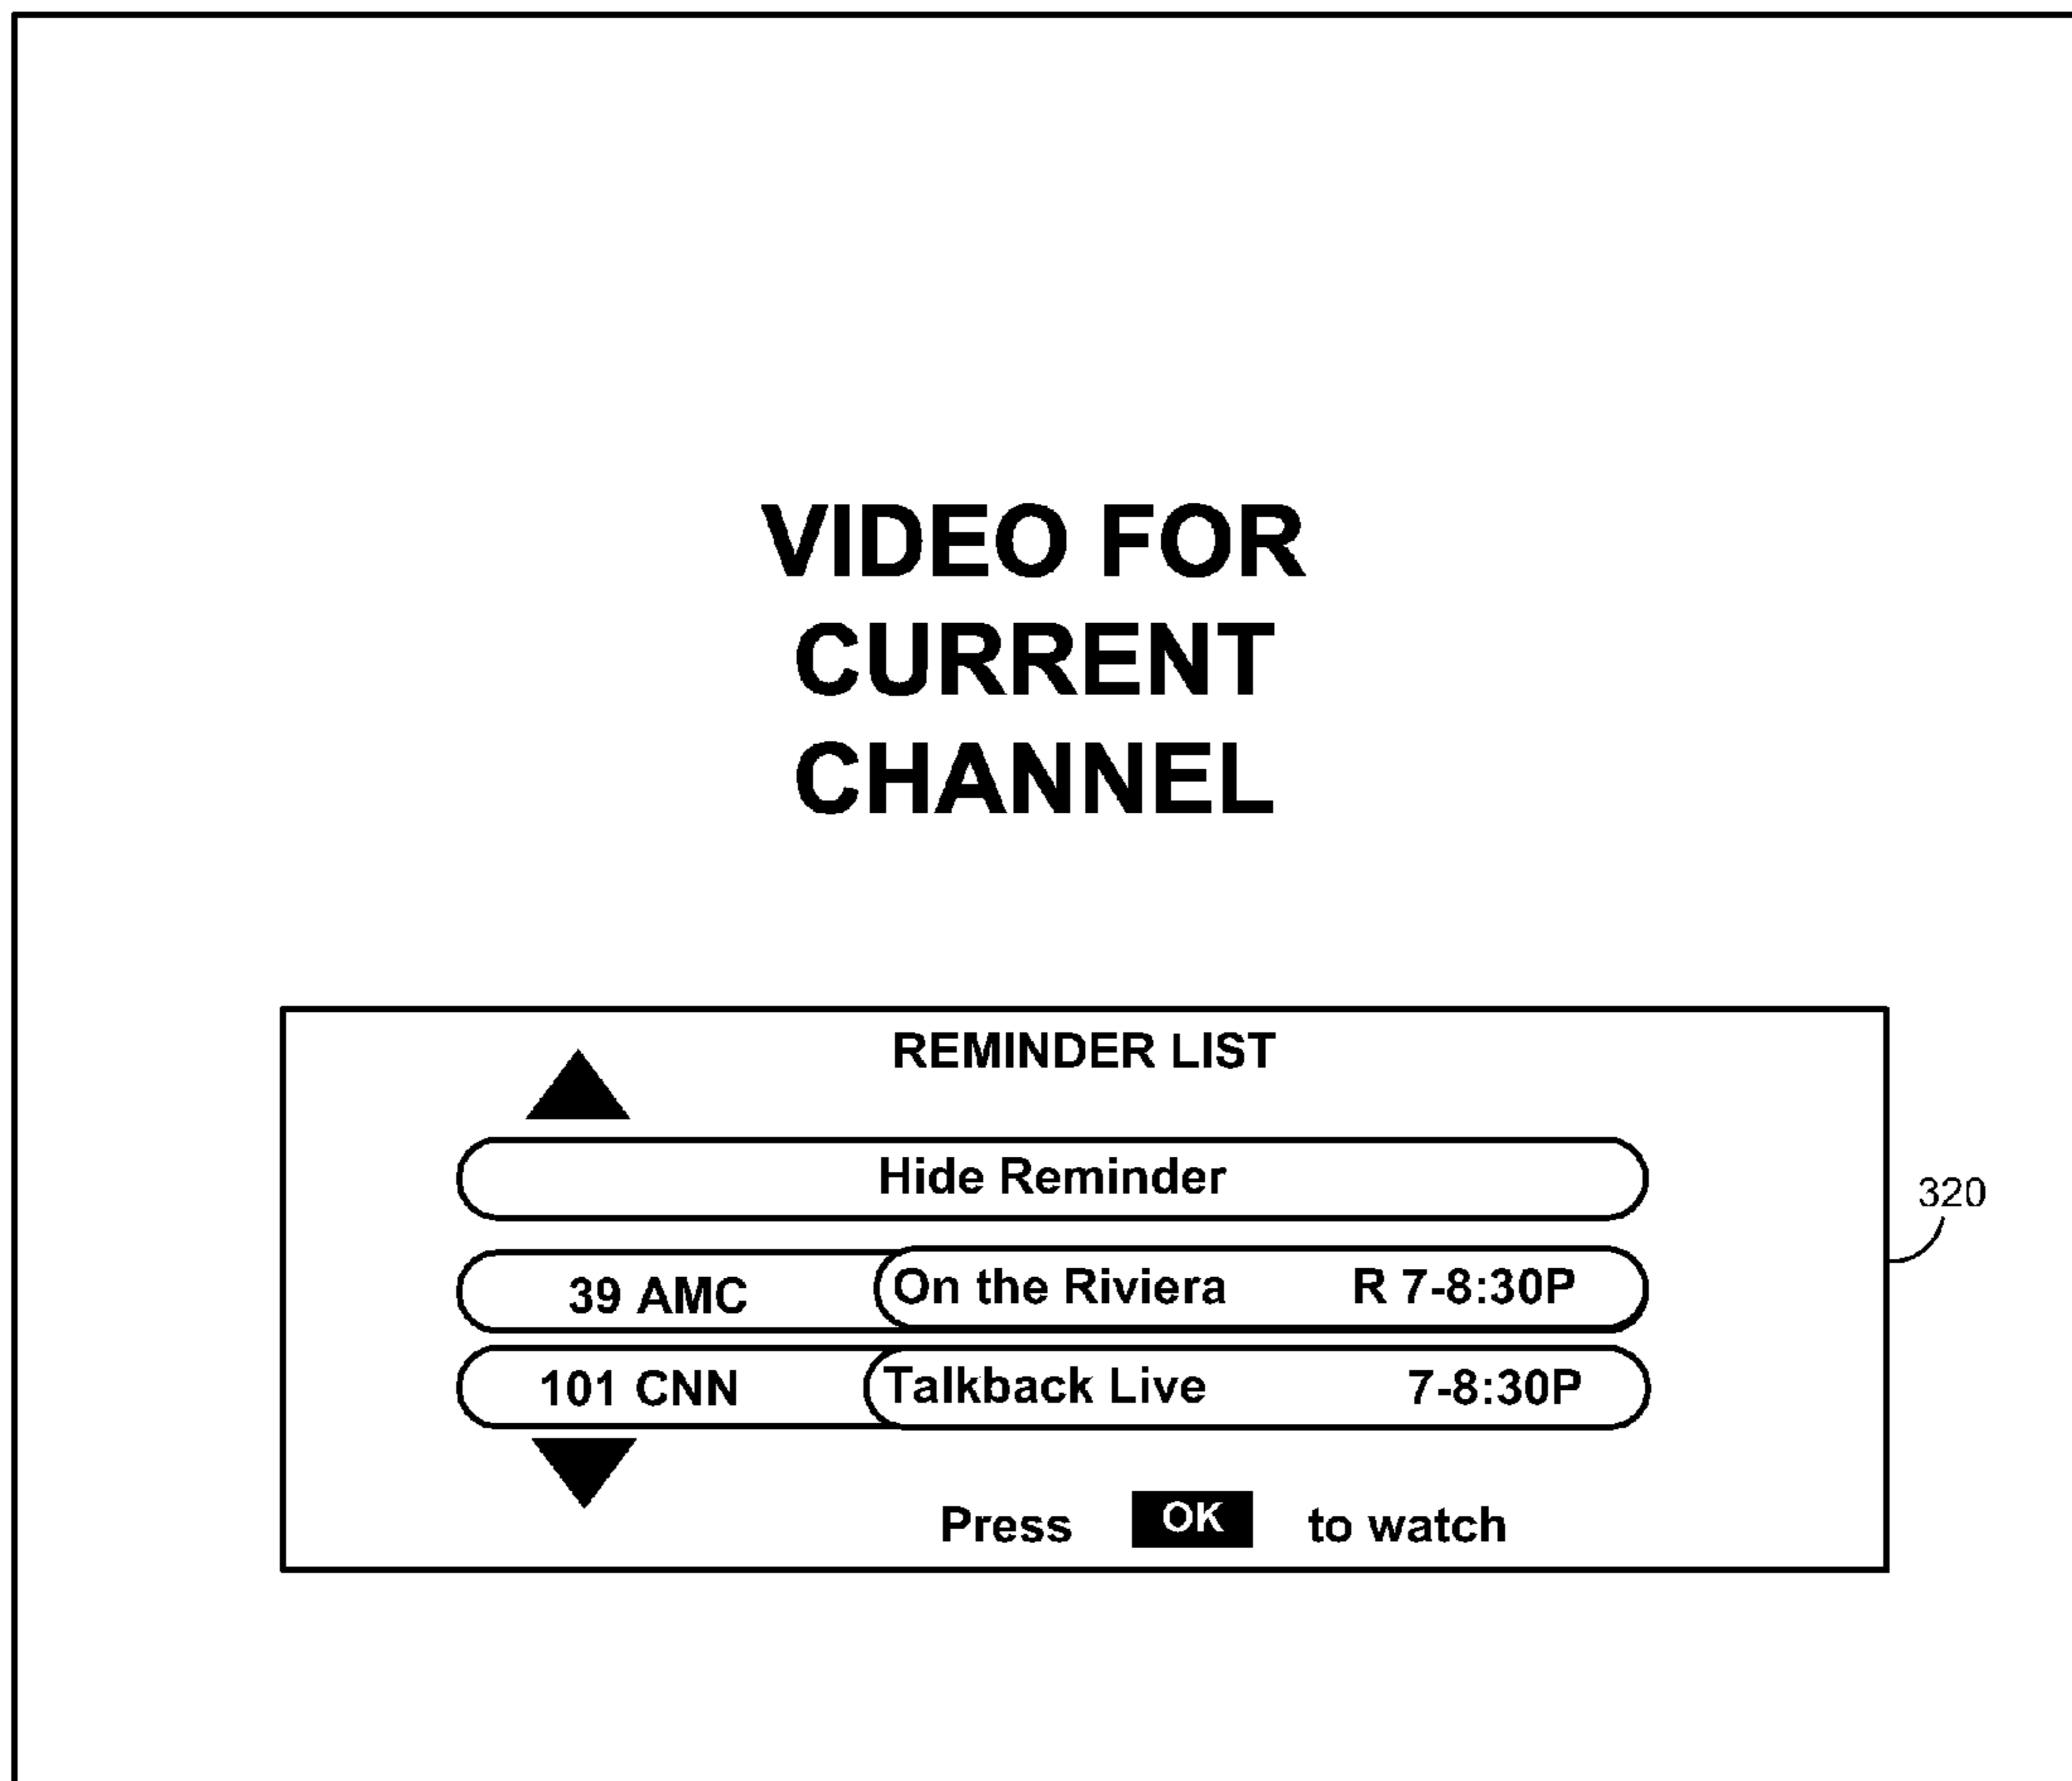 VIDEO FOR
CURRENT
CHANNEL
REMINDER LIST
Hide Reminder
320
39 AMC On the Riviera R 7-8:30P
101 CNN Talkback Live 7-8:30P
Press OK to watch